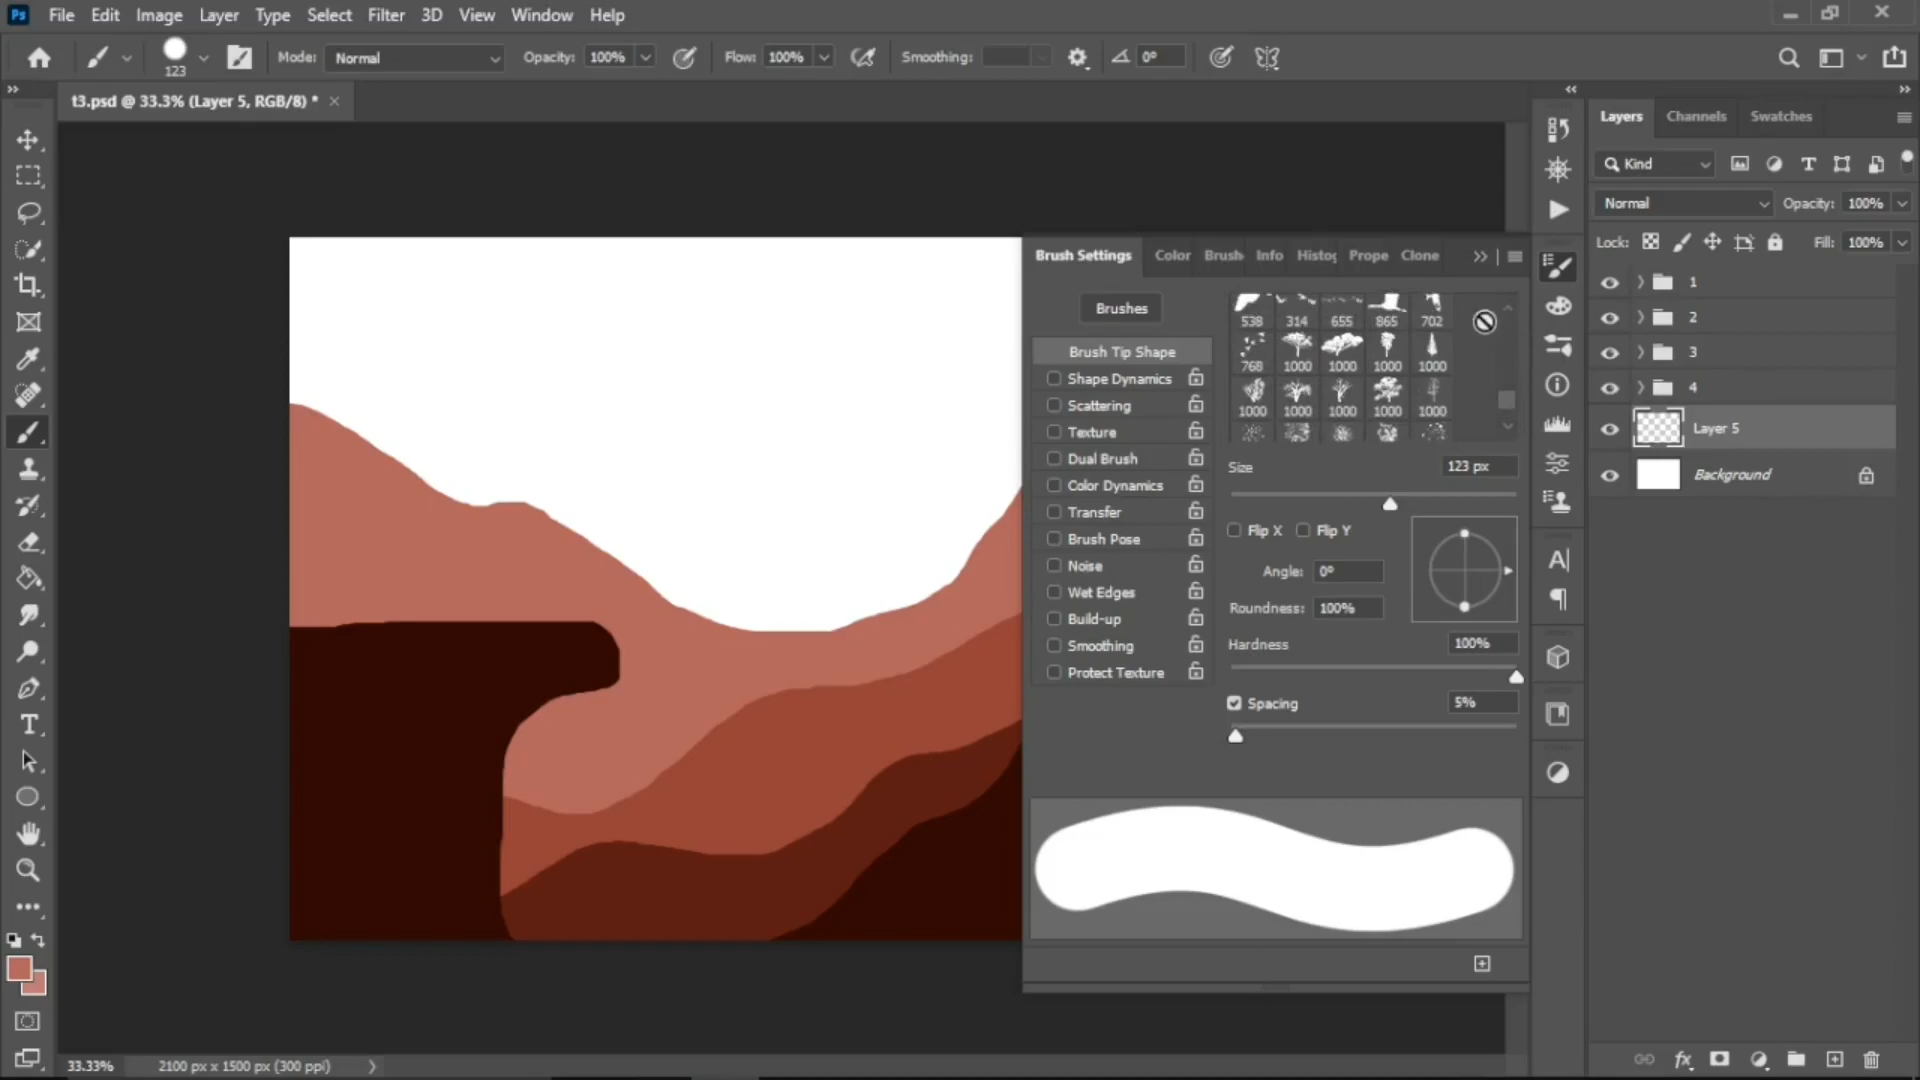 Ps File Edit Image Layer Type Select Filter 3D View Window Help
123 Mode: Normal Opacity: 100% Flow: 100% Smoothing: 0°
t3.psd @ 33.3% (Layer 5, RGB/8) * ×
Brush Settings Color Brush Info Histog Prope Clone
Brushes
Brush Tip Shape
Shape Dynamics
Scattering
Texture
Dual Brush
Color Dynamics
Transfer
Brush Pose
Noise
Wet Edges
Build-up
Smoothing
Protect Texture
538 314 655 865 702
768 1000 1000 1000 1000
1000 1000 1000 1000 1000
Size 123 px
Flip X Flip Y
Angle: 0°
Roundness: 100%
Hardness 100%
Spacing 5%
Layers Channels Swatches
Kind
Normal Opacity: 100%
Lock: Fill: 100%
1
2
3
4
Layer 5
Background
fx
33.33% 2100 px x 1500 px (300 ppi)